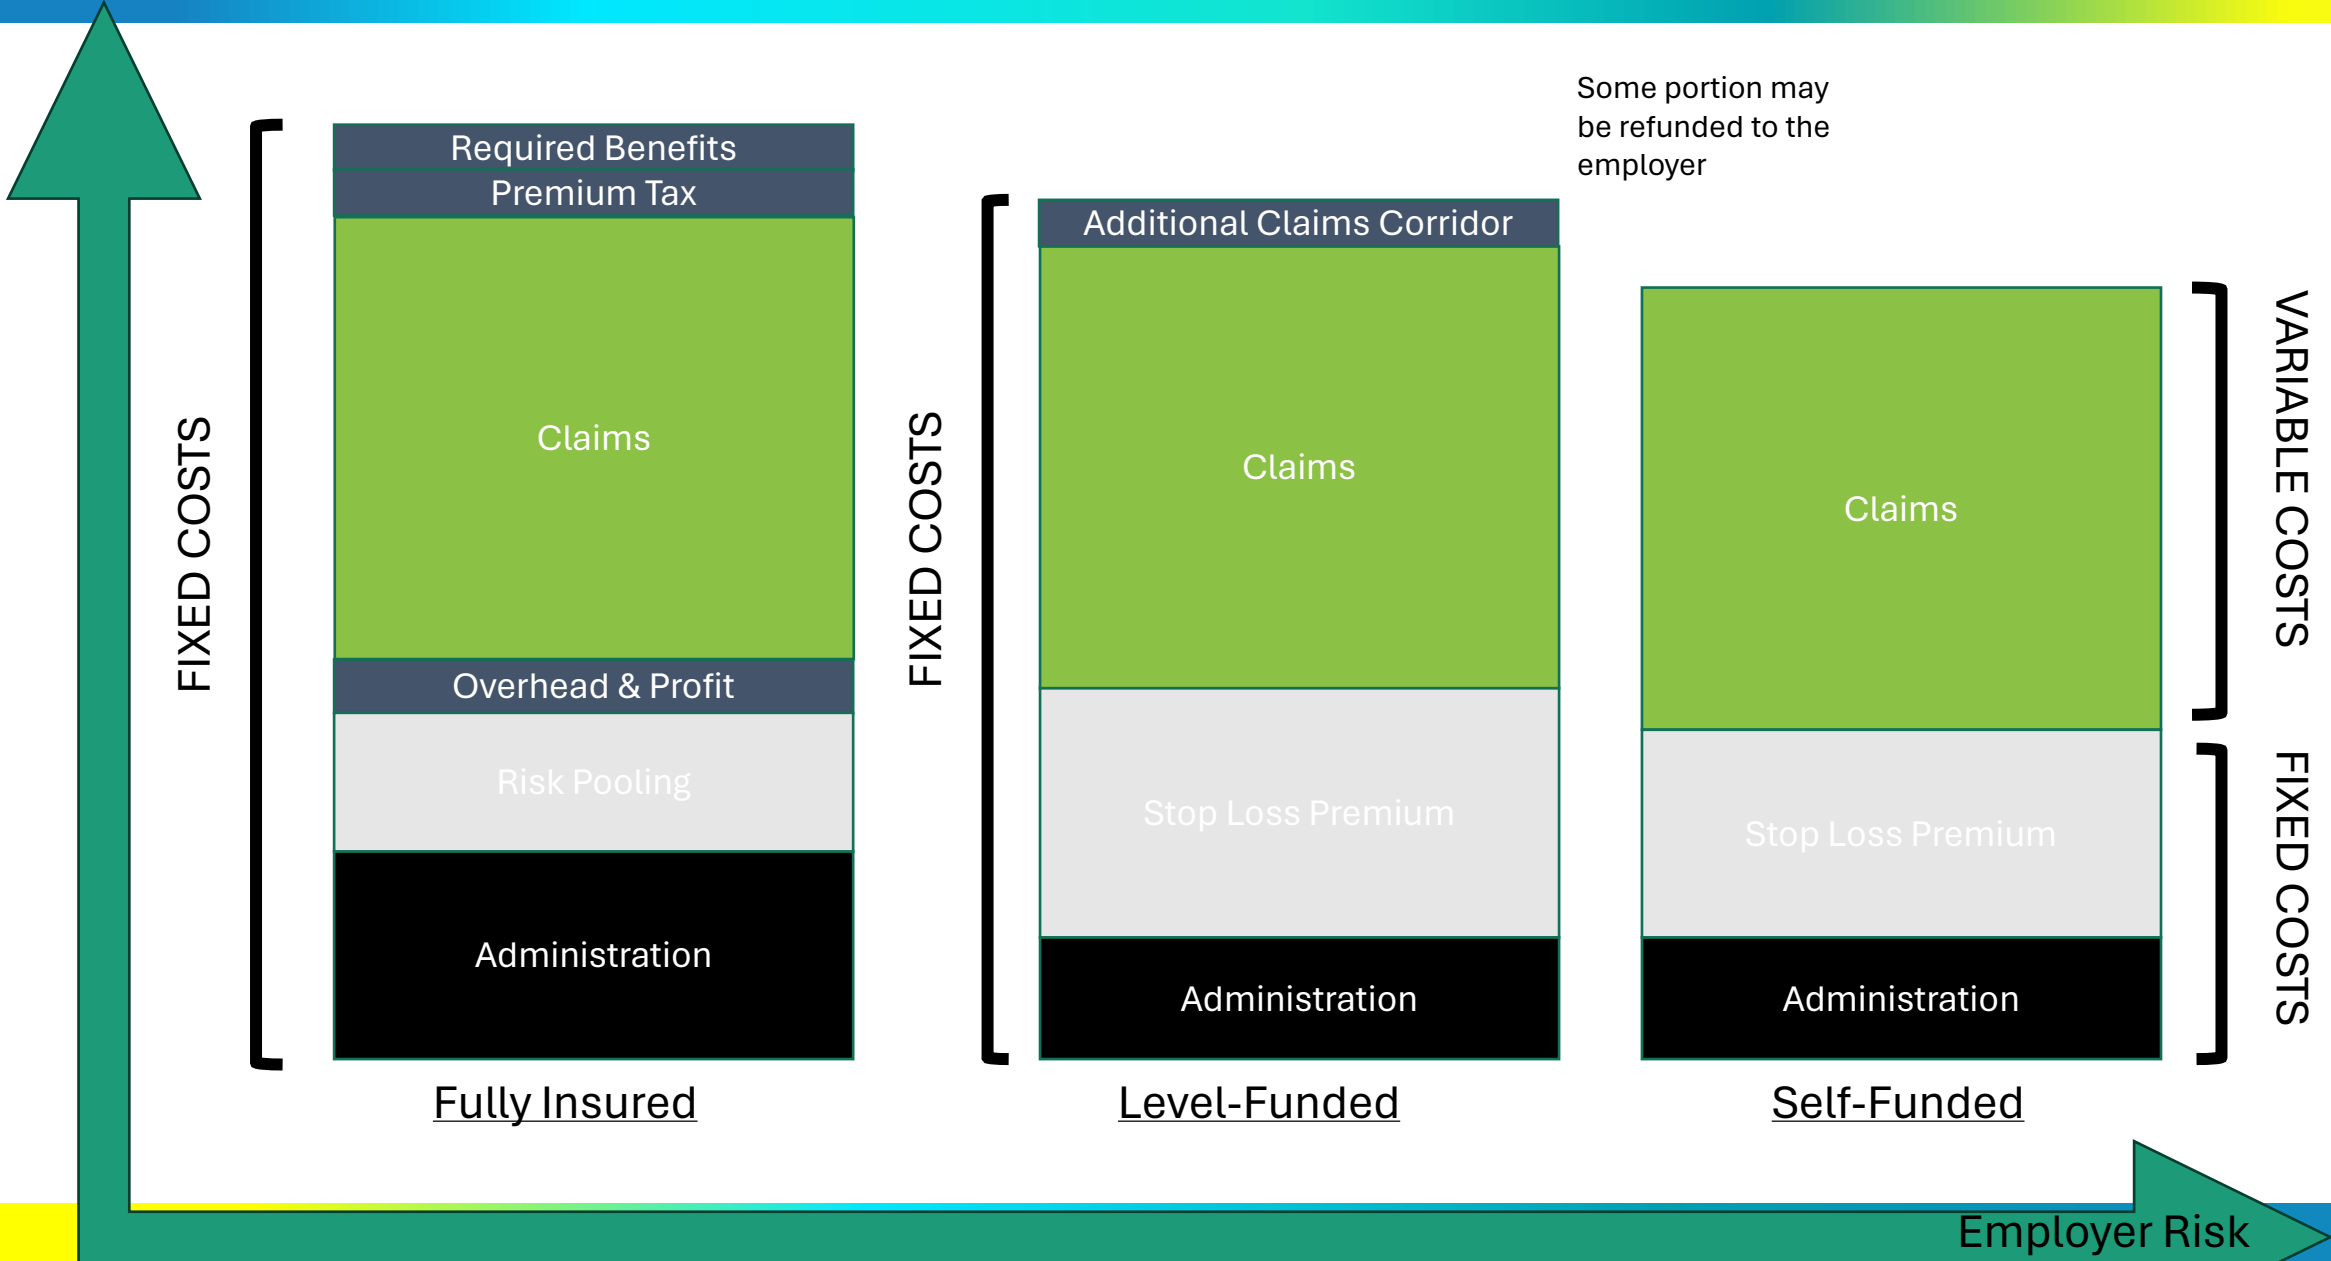 Some portion may
be refunded to the
employer
FIXED COSTS
Required Benefits
Premium Tax
Claims
Overhead & Profit
Risk Pooling
Administration
Fully Insured
FIXED COSTS
Additional Claims Corridor
Claims
Stop Loss Premium
Administration
Level-Funded
Claims
Stop Loss Premium
Administration
Self-Funded
VARIABLE COSTS
FIXED COSTS
Employer Risk